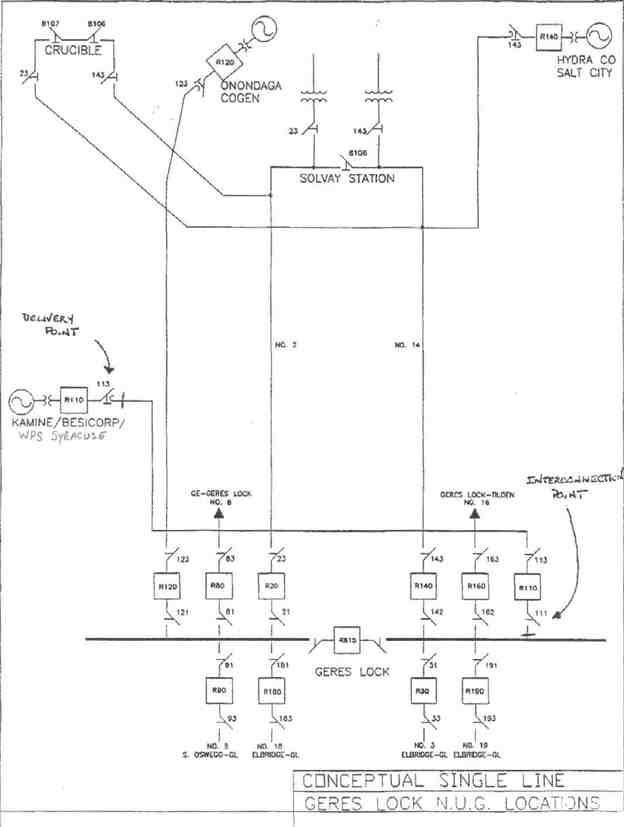 B107 B106
CRUCIBLE
23
143
R120
123
ONONDAGA
COGEN
143
R140
HYDRA CO
SALT CITY
23
143
B106
SOLVAY STATION
NO. 2
NO. 14
DELIVERY
POINT
113
R110
KAMINE/BESICORP/
WPS SYRACUSE
GE-GERES LOCK
NO. 8
GERES LOCK-TILDEN
NO. 16
INTERCONNECTION
POINT
123
83
23
143
163
113
R120
R80
R20
R140
R160
R110
121
81
21
142
162
111
R815
GERES LOCK
91
181
31
191
R90
R180
R30
R190
93
183
33
193
NO. 9
NO. 18
NO. 3
NO. 19
S. OSWEGO-GL
ELBRIDGE-GL
ELBRIDGE-GL
ELBRIDGE-GL
CONCEPTUAL SINGLE LINE
GERES LOCK N.U.G. LOCATIONS